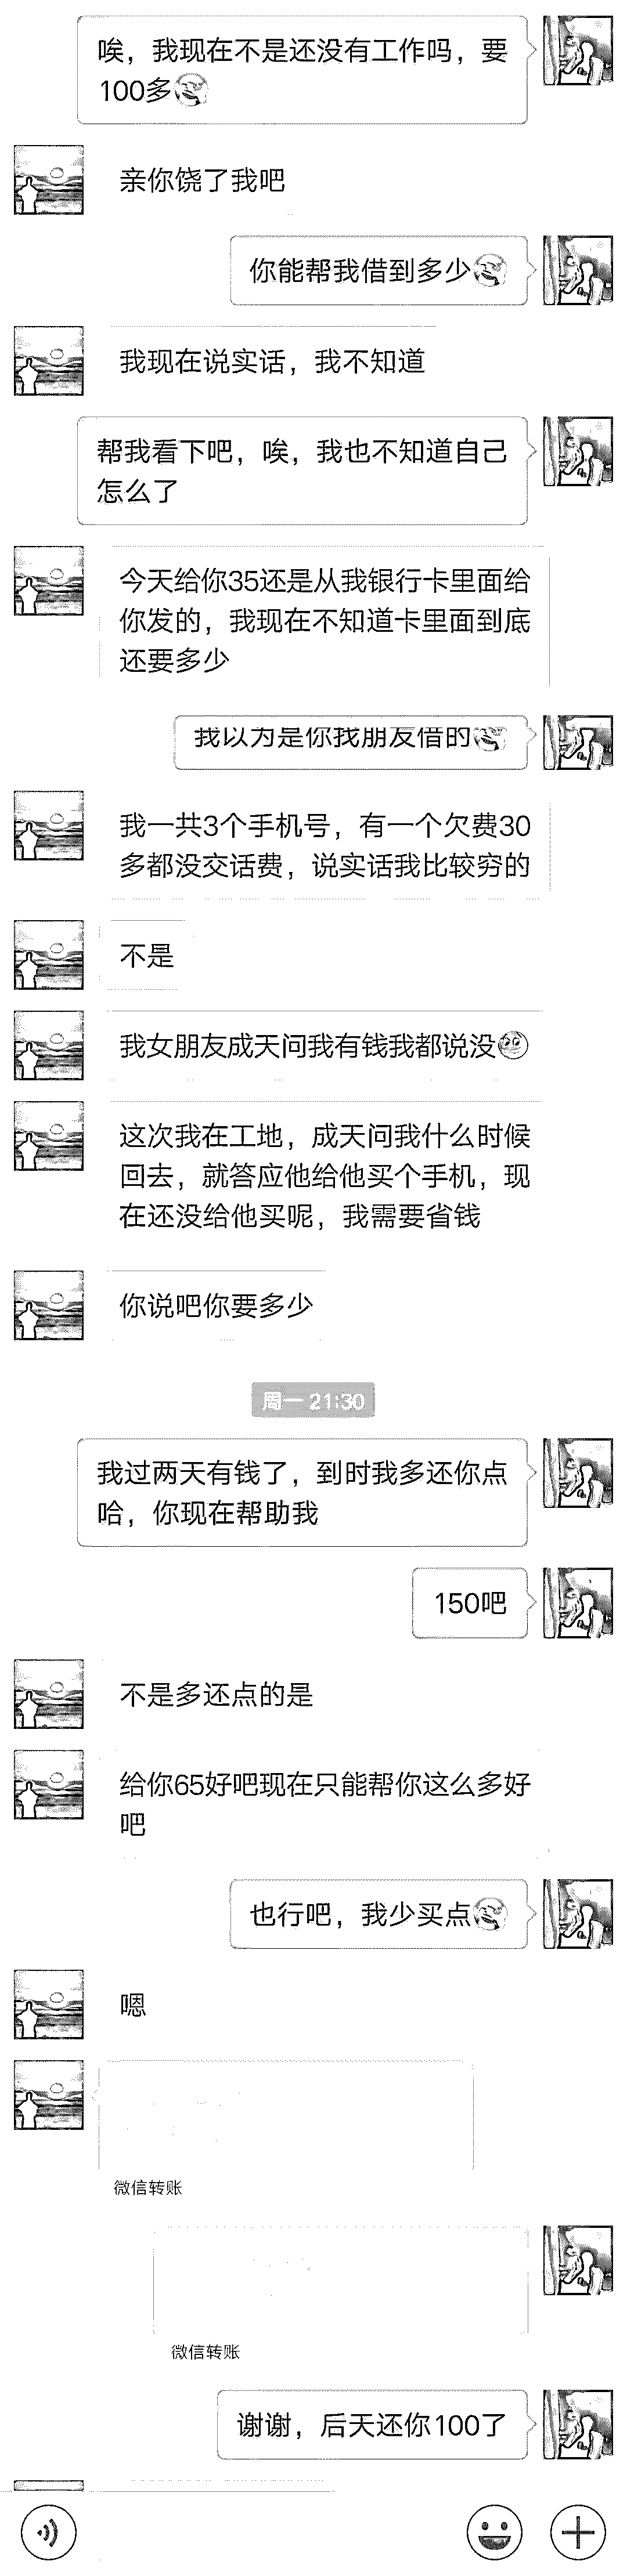 唉，我现在不是还没有工作吗，要
100多
亲你饶了我吧
你能帮我借到多少
我现在说实话，我不知道
帮我看下吧，唉，我也不知道自己
怎么了
今天给你35还是从我银行卡里面给
你发的，我现在不知道卡里面到底
还要多少
我以为是你找朋友借的
我一共3个手机号，有一个欠费30
多都没交话费，说实话我比较穷的
不是
我女朋友成天问我有钱我都说没
这次我在工地，成天问我什么时候
回去，就答应他给他买个手机，现
在还没给他买呢，我需要省钱
你说吧你要多少
周一 21:30
我过两天有钱了，到时我多还你点
哈，你现在帮助我
150吧
不是多还点的是
给你65好吧现在只能帮你这么多好
吧
也行吧，我少买点
嗯
微信转账
微信转账
谢谢，后天还你100了